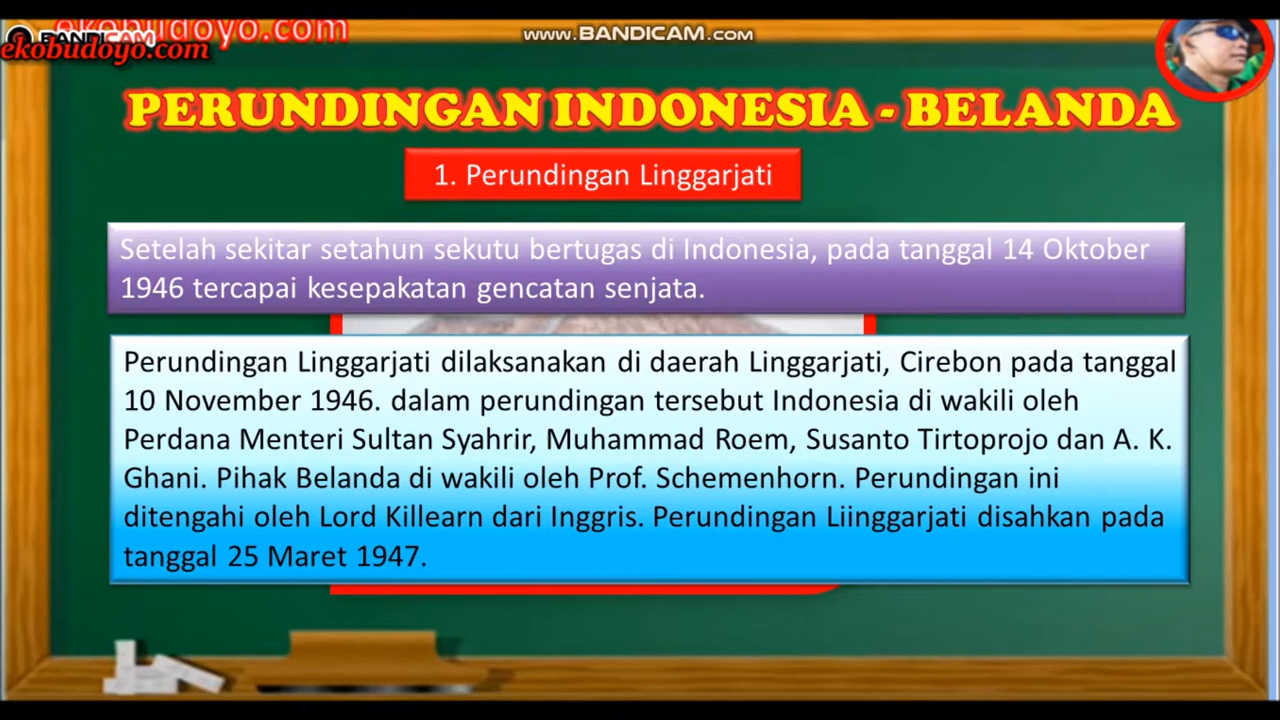 ekobudoyo.com
BANDICAM
ekobudoyo.com
www.BANDICAM.com
PERUNDINGAN INDONESIA - BELANDA
1. Perundingan Linggarjati
Setelah sekitar setahun sekutu bertugas di Indonesia, pada tanggal 14 Oktober
1946 tercapai kesepakatan gencatan senjata.
Perundingan Linggarjati dilaksanakan di daerah Linggarjati, Cirebon pada tanggal
10 November 1946. dalam perundingan tersebut Indonesia di wakili oleh
Perdana Menteri Sultan Syahrir, Muhammad Roem, Susanto Tirtoprojo dan A. K.
Ghani. Pihak Belanda di wakili oleh Prof. Schemenhorn. Perundingan ini
ditengahi oleh Lord Killearn dari Inggris. Perundingan Liinggarjati disahkan pada
tanggal 25 Maret 1947.